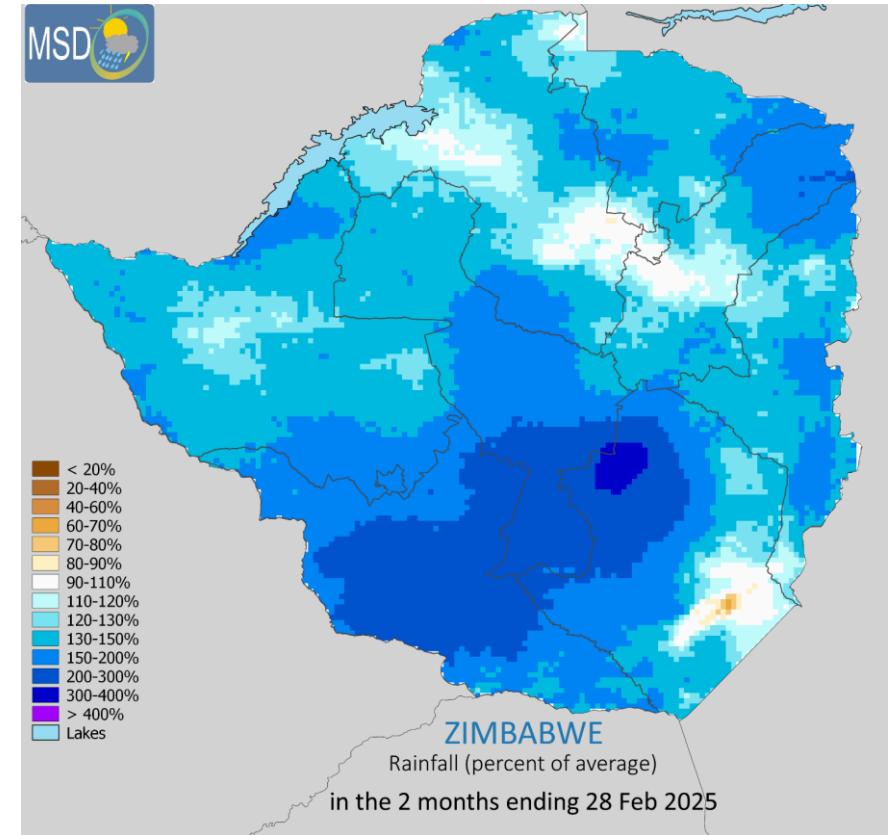 MSD
< 20%
20-40%
40-60%
60-70%
70-80%
80-90%
90-110%
110-120%
120-130%
130-150%
150-200%
200-300%
300-400%
> 400%
Lakes
ZIMBABWE
Rainfall (percent of average)
in the 2 months ending 28 Feb 2025